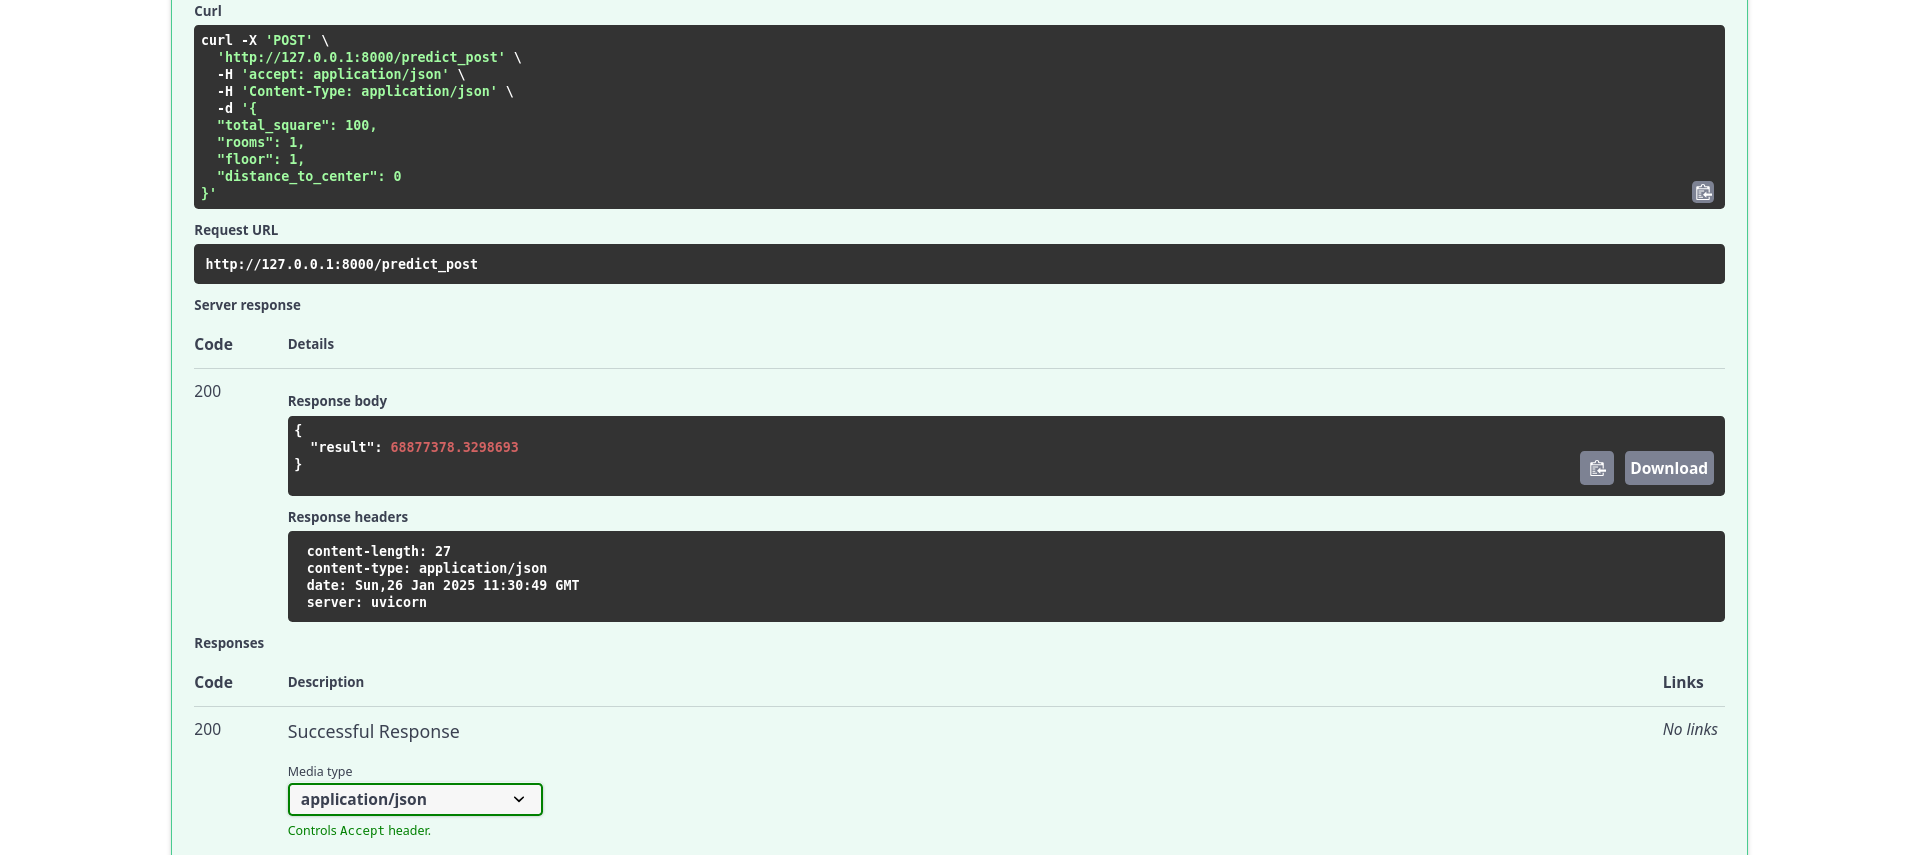 Curl
curl -X 'POST' \
  'http://127.0.0.1:8000/predict_post' \
  -H 'accept: application/json' \
  -H 'Content-Type: application/json' \
  -d '{
  "total_square": 100,
  "rooms": 1,
  "floor": 1,
  "distance_to_center": 0
}'
Request URL
http://127.0.0.1:8000/predict_post
Server response
Code Details
200
Response body
{
  "result": 68877378.3298693
}
Download
Response headers
content-length: 27
content-type: application/json
date: Sun,26 Jan 2025 11:30:49 GMT
server: uvicorn
Responses
Code Description Links
200 Successful Response No links
Media type
application/json
Controls Accept header.